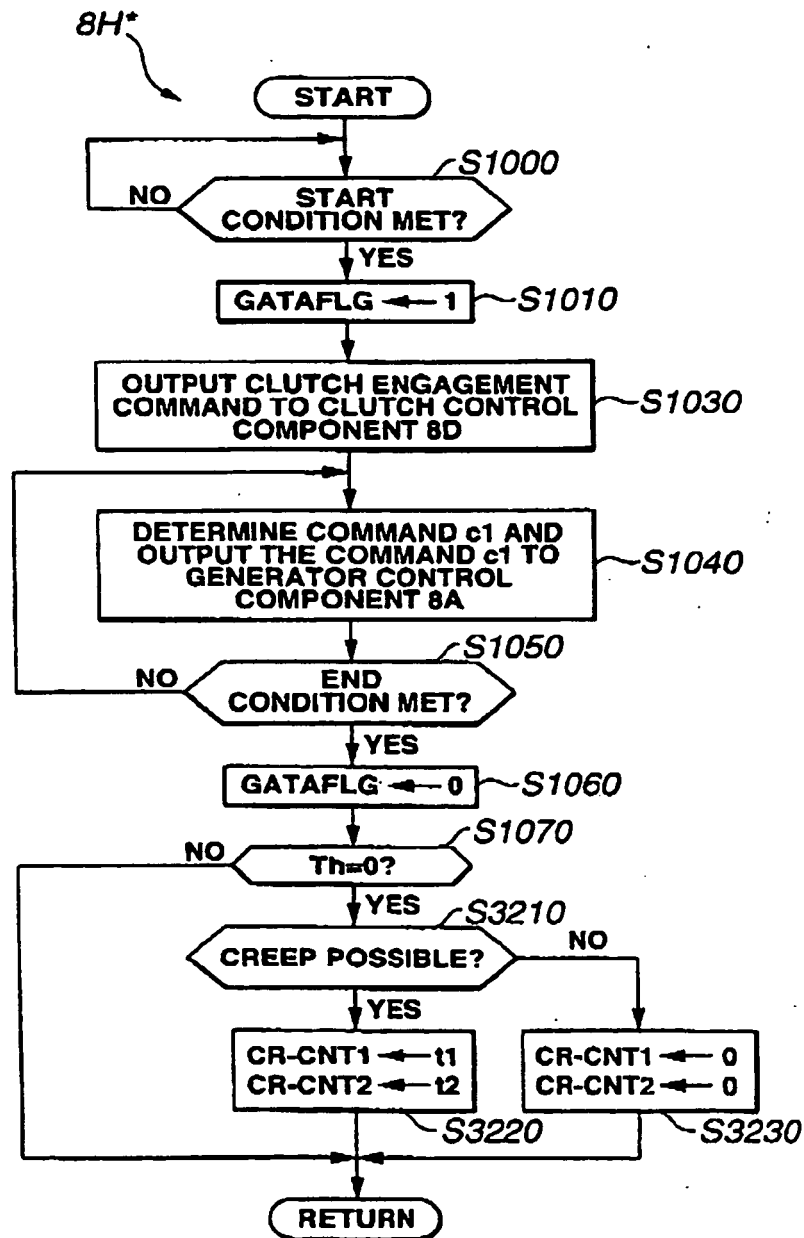 8H*
START
S1000
NO
START
CONDITION MET?
YES
GATAFLG ← 1
S1010
OUTPUT CLUTCH ENGAGEMENT
COMMAND TO CLUTCH CONTROL
COMPONENT 8D
S1030
DETERMINE COMMAND c1 AND
OUTPUT THE COMMAND c1 TO
GENERATOR CONTROL
COMPONENT 8A
S1040
S1050
NO
END
CONDITION MET?
YES
GATAFLG ← 0
S1060
S1070
NO
Th=0?
YES
S3210
CREEP POSSIBLE?
NO
YES
CR-CNT1 ← t1
CR-CNT2 ← t2
S3220
CR-CNT1 ← 0
CR-CNT2 ← 0
S3230
RETURN